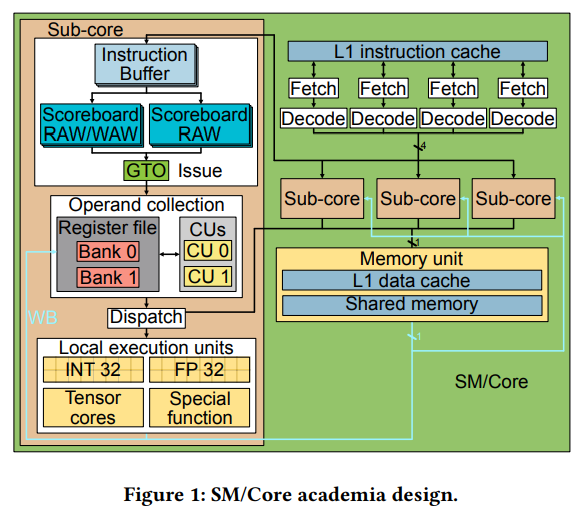 Sub-core
Instruction
Buffer
Scoreboard
RAW/WAW
Scoreboard
RAW
GTO
Issue
Operand collection
Register file
Bank 0
Bank 1
CUs
CU 0
CU 1
WB
Dispatch
Local execution units
INT 32
FP 32
Tensor
cores
Special
function
L1 instruction cache
Fetch
Fetch
Fetch
Fetch
Decode
Decode
Decode
Decode
4
Sub-core
Sub-core
Sub-core
1
Memory unit
L1 data cache
Shared memory
1
SM/Core
Figure 1: SM/Core academia design.